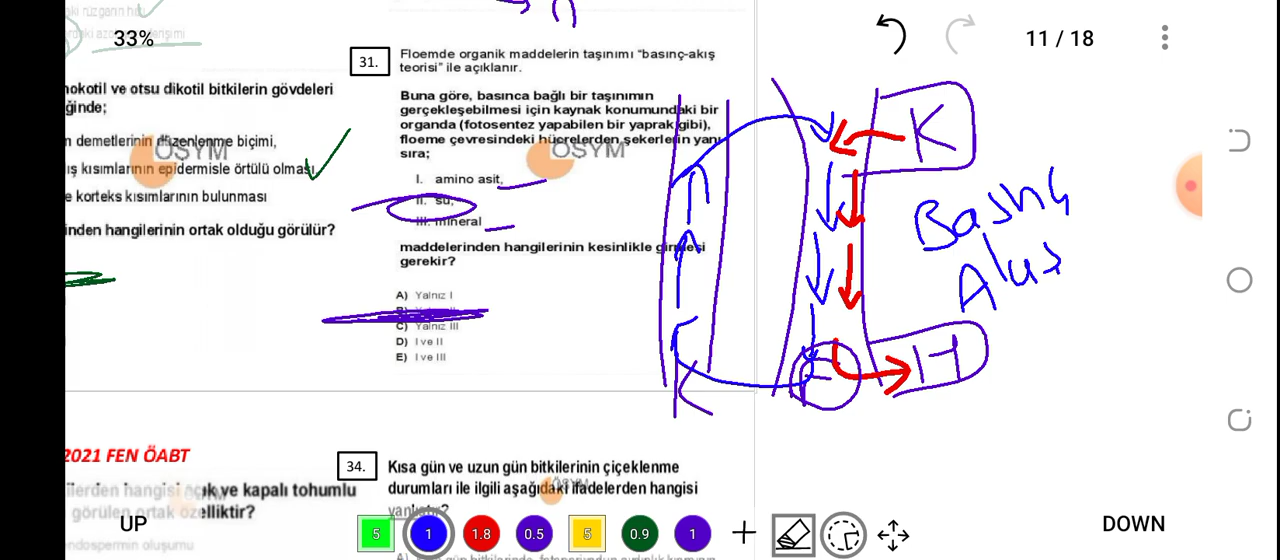 33%
11 / 18
nokotil ve otsu dikotil bitkilerin gövdeleri
ğinde;
n demetlerinin düzenlenme biçimi,
ış kısımlarının epidermisle örtülü olması,
e korteks kısımlarının bulunması
inden hangilerinin ortak olduğu görülür?
ÖSYM
31.
Floemde organik maddelerin taşınımı "basınç-akış
teorisi" ile açıklanır.
Buna göre, basınca bağlı bir taşınımın
gerçekleşebilmesi için kaynak konumundaki bir
organda (fotosentez yapabilen bir yaprak gibi),
floeme çevresindeki hücrelerden şekerlerin yanı
sıra;
ÖSYM
I. amino asit,
II. su,
III. mineral
maddelerinden hangilerinin kesinlikle girmesi
gerekir?
A) Yalnız I
C) Yalnız III
D) I ve II
E) I ve III
K
Basınç
Akış
H
F
K
2021 FEN ÖABT
ilerden hangisi açık ve kapalı tohumlu
görülen ortak özelliktir?
endospermin oluşumu
34.
Kısa gün ve uzun gün bitkilerinin çiçeklenme
durumları ile ilgili aşağıdaki ifadelerden hangisi
yanlıştır?
UP
5
1
1.8
0.5
5
0.9
1
DOWN